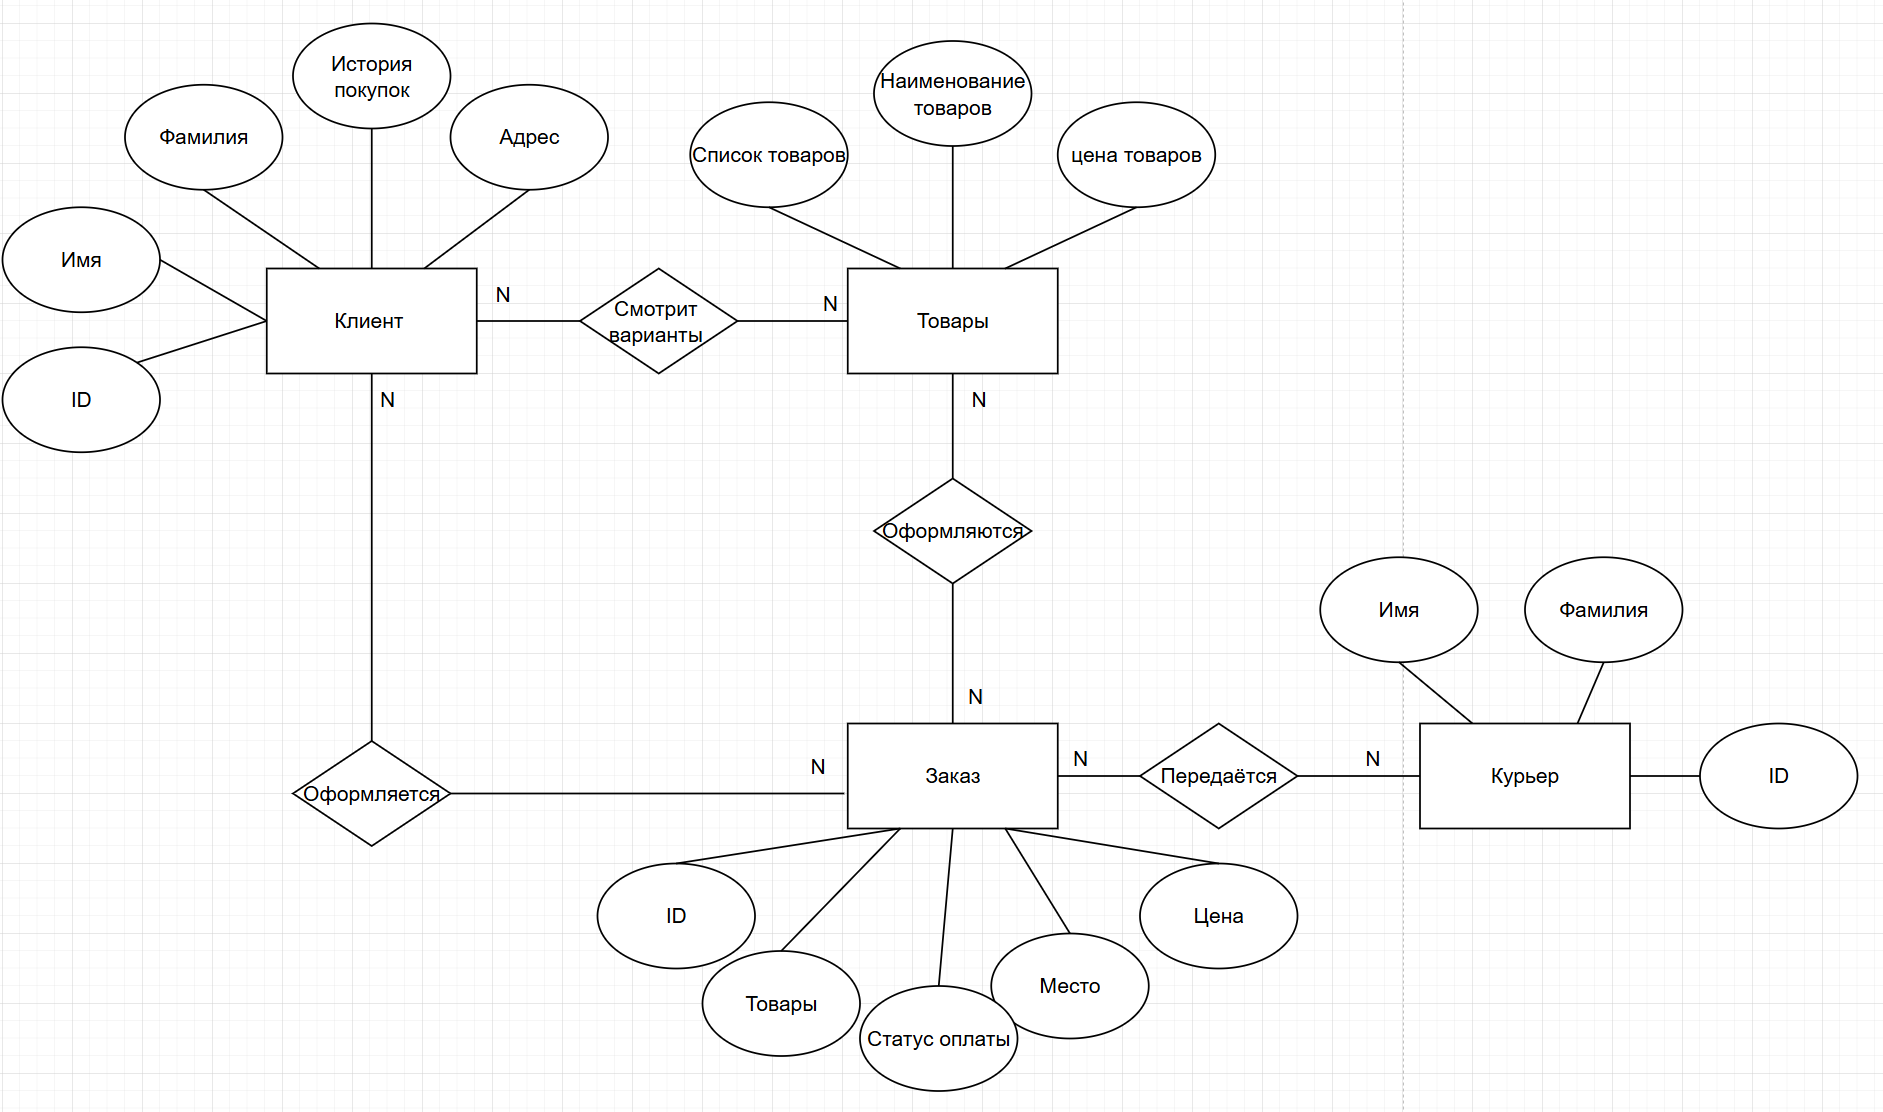 История
покупок
Фамилия
Адрес
Имя
ID
Клиент
N
N
Смотрит
варианты
N
Наименование
товаров
Список товаров
цена товаров
Товары
N
Оформляются
N
Оформляется
N
Заказ
N
Передаётся
N
Имя
Фамилия
Курьер
ID
ID
Товары
Статус оплаты
Место
Цена